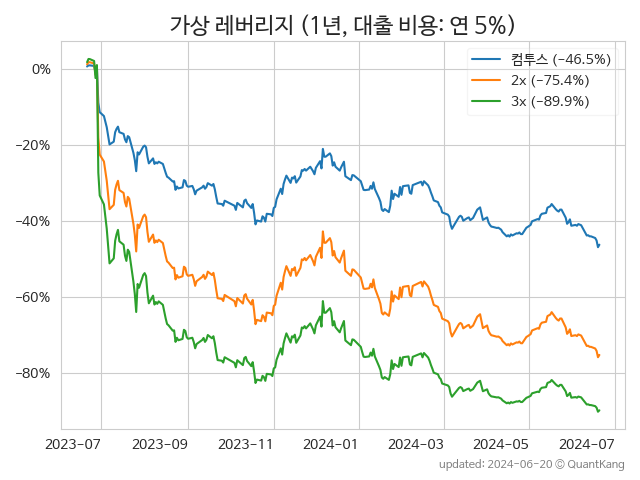 가상 레버리지 (1년, 대출 비용: 연 5%)
컴투스 (−46.5%)
2x (−75.4%)
3x (−89.9%)
0%
−20%
−40%
−60%
−80%
2023−07 2023−09 2023−11 2024−01 2024−03 2024−05 2024−07
updated: 2024−06−20 © QuantKang